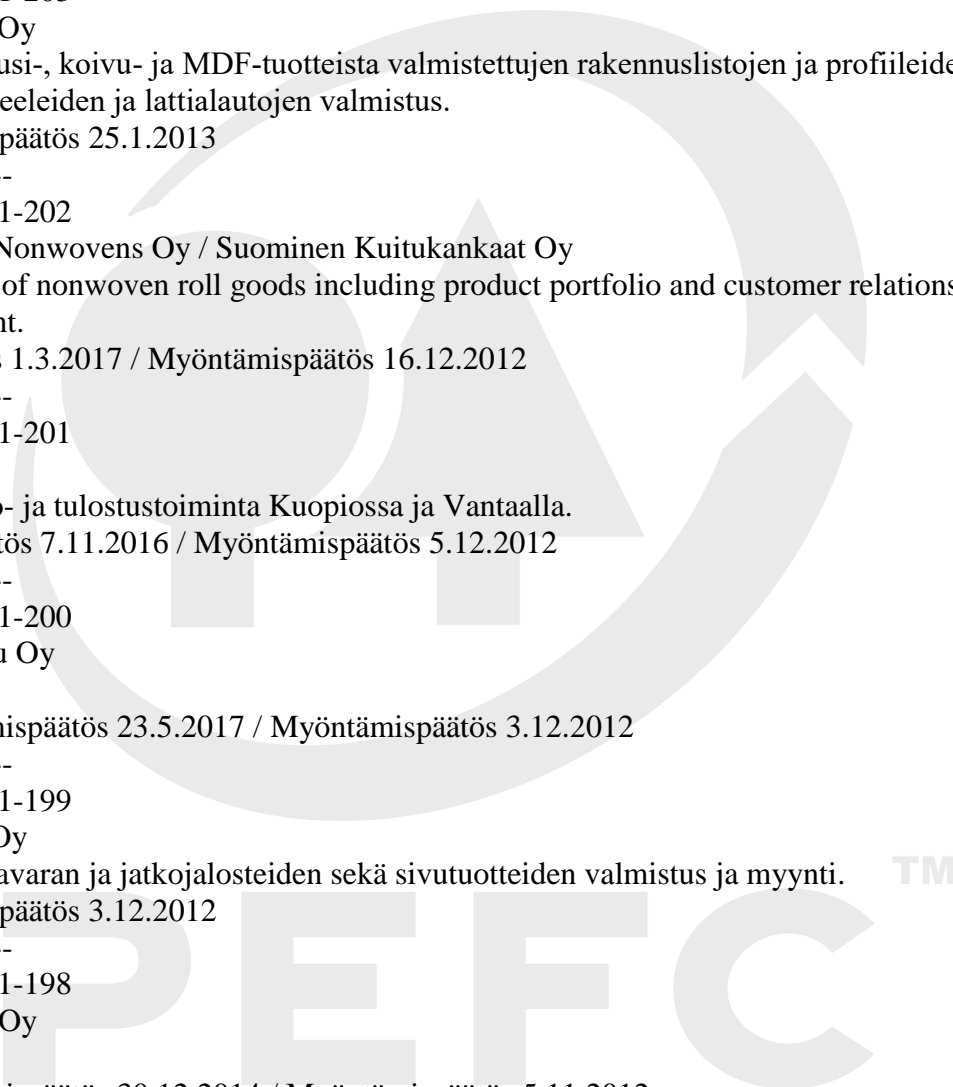 Oy
usi-, koivu- ja MDF-tuotteista valmistettujen rakennuslistojen ja profiileide
eeleiden ja lattialautojen valmistus.
päätös 25.1.2013
--
1-202
Nonwovens Oy / Suominen Kuitukankaat Oy
of nonwoven roll goods including product portfolio and customer relations
nt.
s 1.3.2017 / Myöntämispäätös 16.12.2012
--
1-201
o- ja tulostustoiminta Kuopiossa ja Vantaalla.
tös 7.11.2016 / Myöntämispäätös 5.12.2012
--
1-200
u Oy
mispäätös 23.5.2017 / Myöntämispäätös 3.12.2012
--
1-199
Oy
avaran ja jatkojalosteiden sekä sivutuotteiden valmistus ja myynti.
päätös 3.12.2012
--
1-198
Oy
PEFC TM